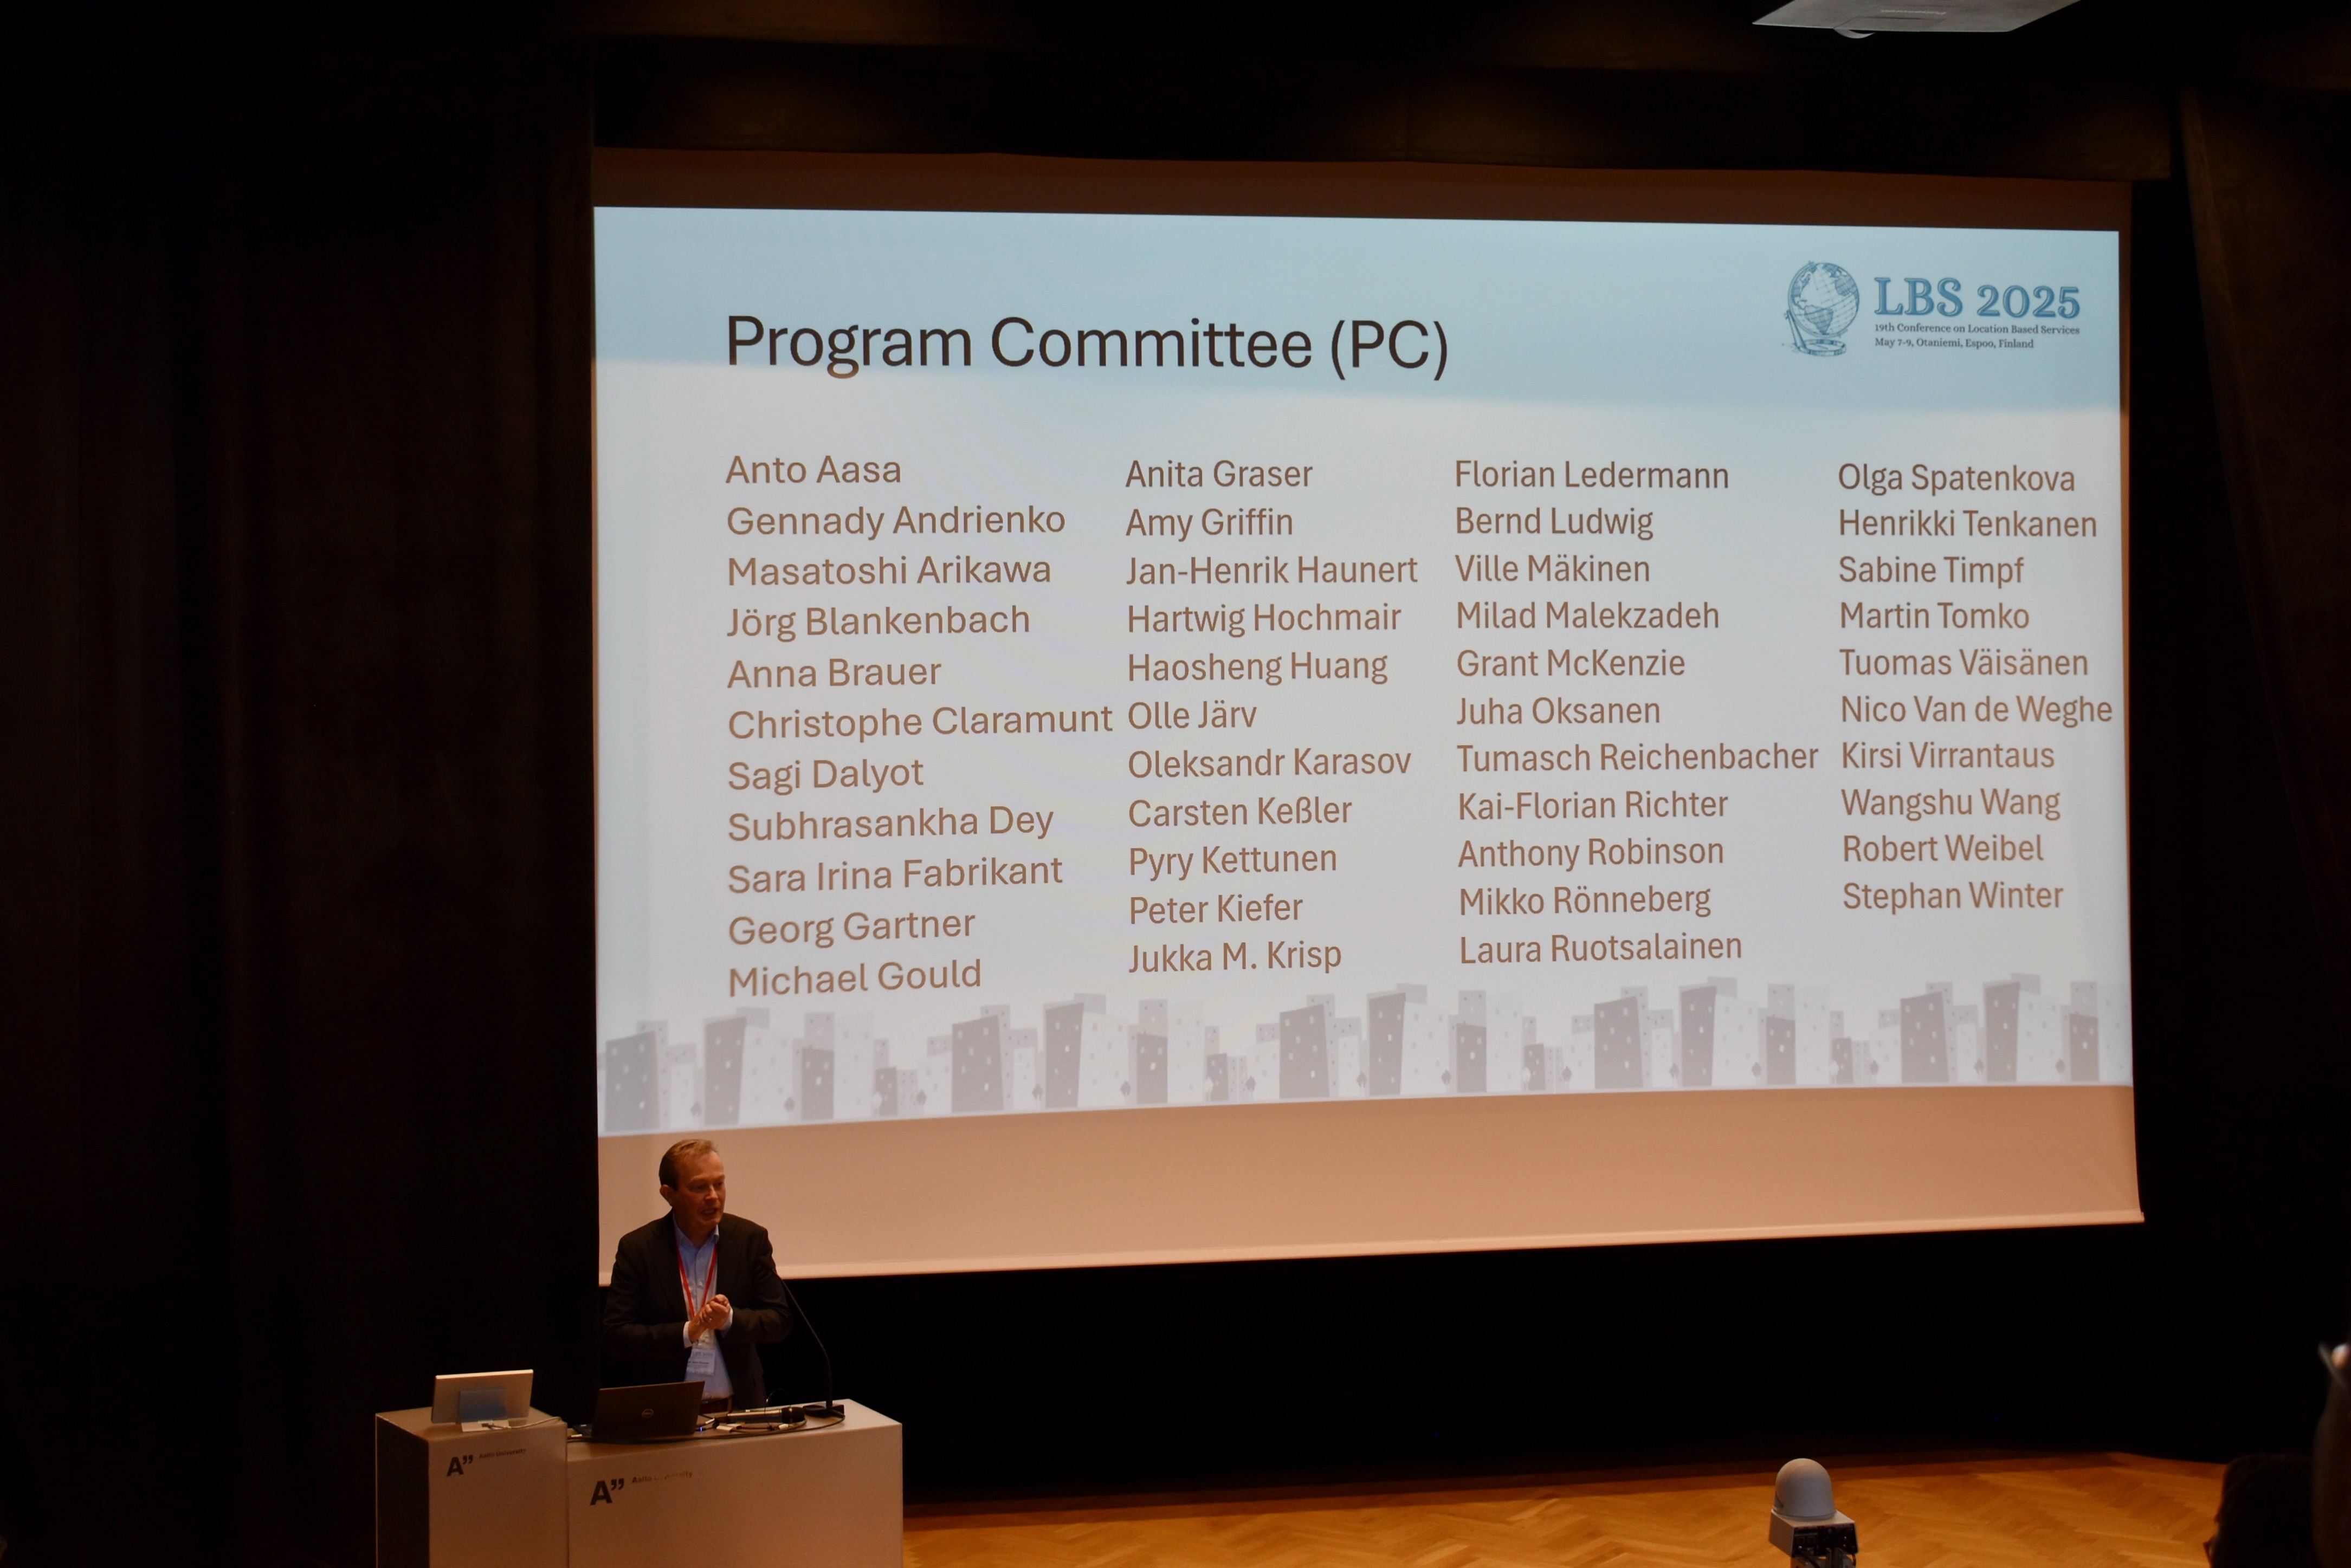 LBS 2025
19th Conference on Location Based Services
May 7-9, Otaniemi, Espoo, Finland
Program Committee (PC)
Anto Aasa
Gennady Andrienko
Masatoshi Arikawa
Jörg Blankenbach
Anna Brauer
Christophe Claramunt
Sagi Dalyot
Subhrasankha Dey
Sara Irina Fabrikant
Georg Gartner
Michael Gould
Anita Graser
Amy Griffin
Jan-Henrik Haunert
Hartwig Hochmair
Haosheng Huang
Olle Järv
Oleksandr Karasov
Carsten Keßler
Pyry Kettunen
Peter Kiefer
Jukka M. Krisp
Florian Ledermann
Bernd Ludwig
Ville Mäkinen
Milad Malekzadeh
Grant McKenzie
Juha Oksanen
Tumasch Reichenbacher
Kai-Florian Richter
Anthony Robinson
Mikko Rönneberg
Laura Ruotsalainen
Olga Spatenkova
Henrikki Tenkanen
Sabine Timpf
Martin Tomko
Tuomas Väisänen
Nico Van de Weghe
Kirsi Virrantaus
Wangshu Wang
Robert Weibel
Stephan Winter
A” Aalto University
A” Aalto University